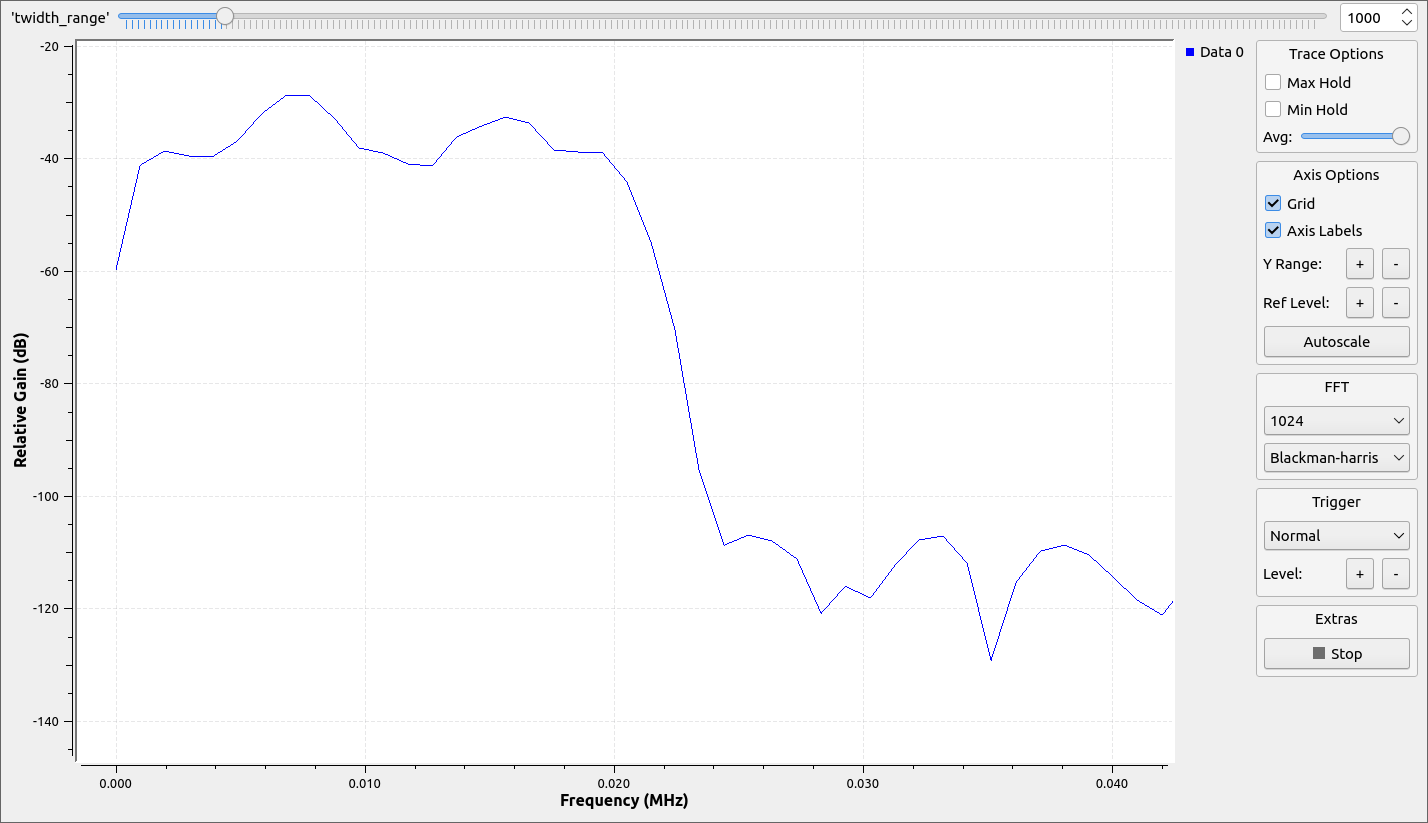 'twidth_range'
1000
Data 0
Trace Options
Max Hold
Min Hold
Avg:
Axis Options
Grid
Axis Labels
Y Range: + -
Ref Level: + -
Autoscale
FFT
1024
Blackman-harris
Trigger
Normal
Level: + -
Extras
Stop
Relative Gain (dB)
-20
-40
-60
-80
-100
-120
-140
0.000 0.010 0.020 0.030 0.040
Frequency (MHz)